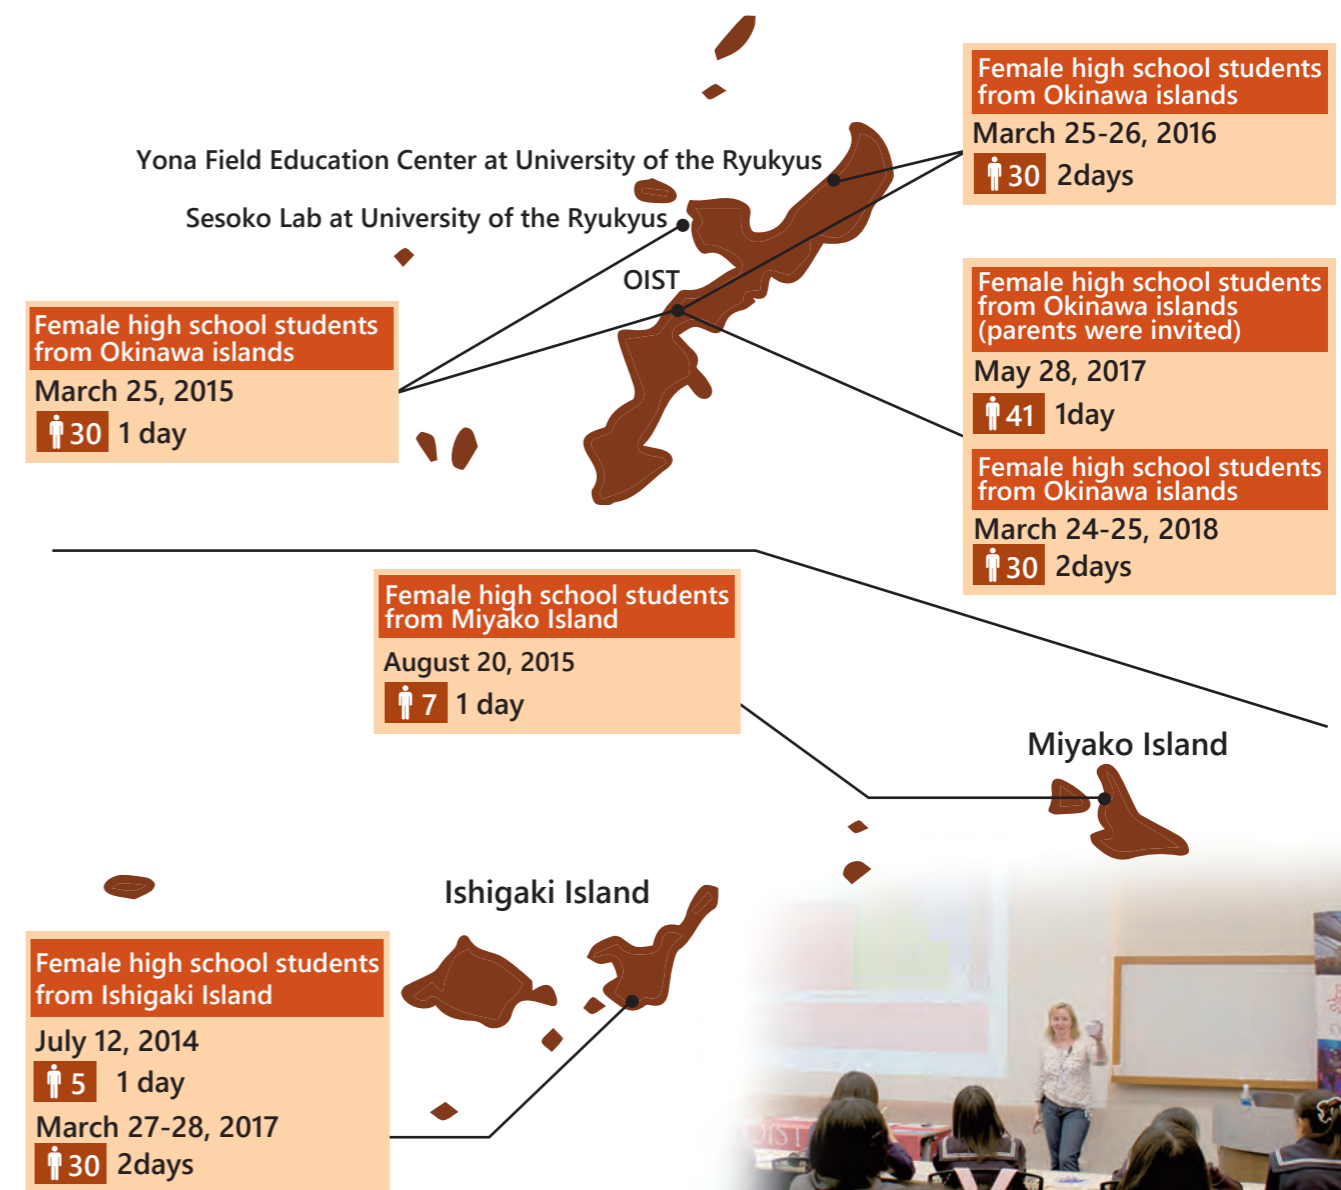 Yona Field Education Center at University of the Ryukyus
Sesoko Lab at University of the Ryukyus
OIST
Female high school students
from Okinawa islands
March 25-26, 2016
30 2days
Female high school students
from Okinawa islands
(parents were invited)
May 28, 2017
41 1day
Female high school students
from Okinawa islands
March 24-25, 2018
30 2days
Female high school students
from Okinawa islands
March 25, 2015
30 1 day
Female high school students
from Miyako Island
August 20, 2015
7 1 day
Miyako Island
Ishigaki Island
Female high school students
from Ishigaki Island
July 12, 2014
5 1 day
March 27-28, 2017
30 2days
OIST